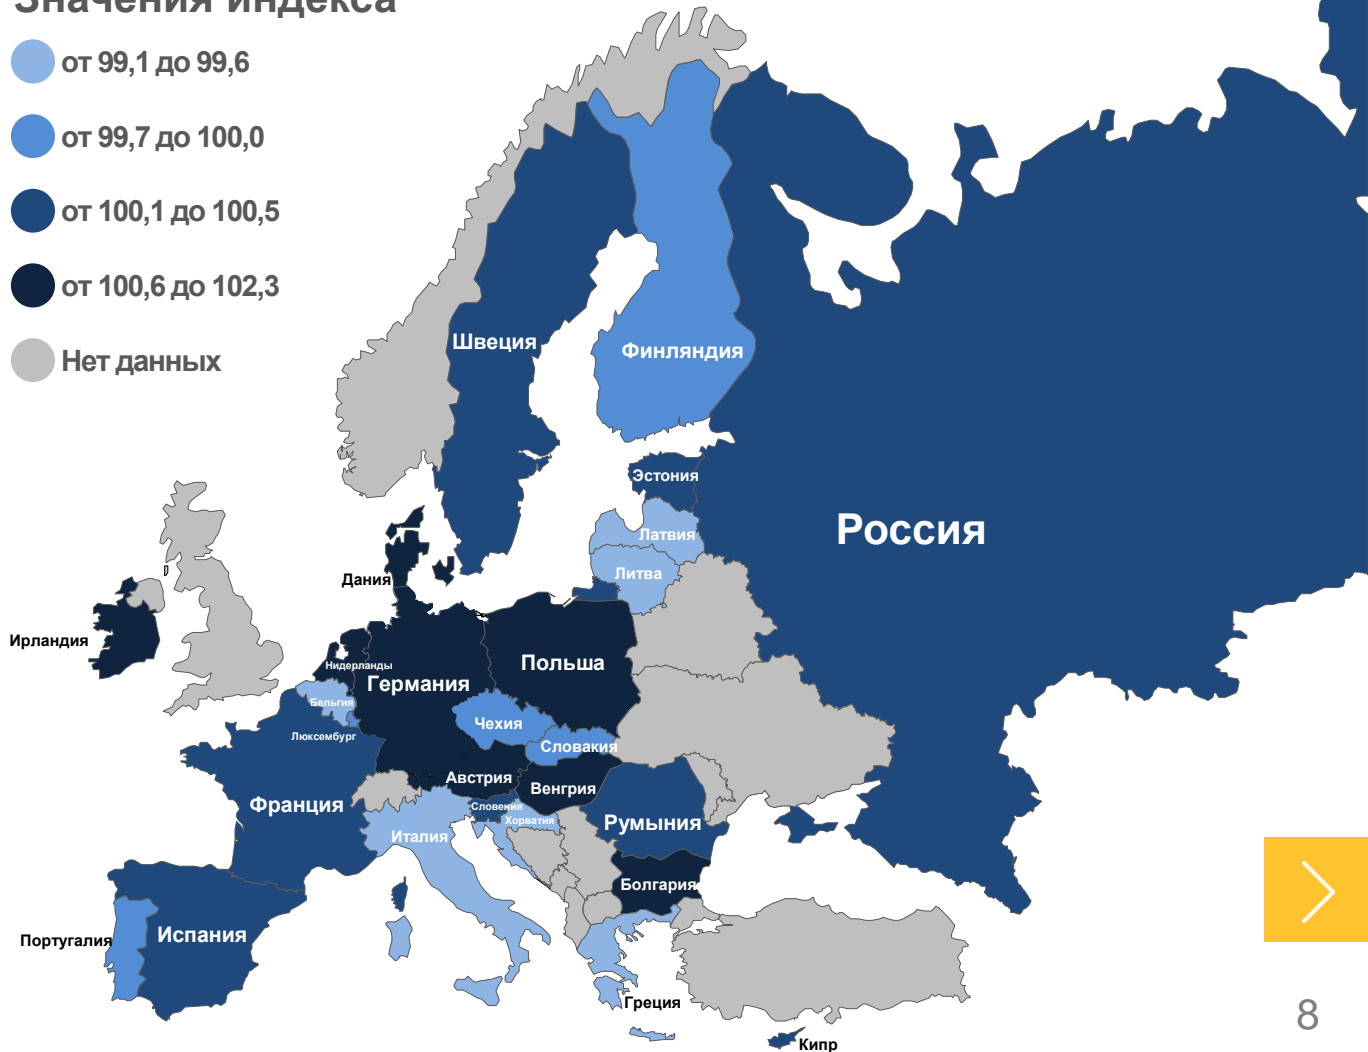 Значения индекса
от 99,1 до 99,6
от 99,7 до 100,0
от 100,1 до 100,5
от 100,6 до 102,3
Нет данных
Швеция
Финляндия
Эстония
Россия
Латвия
Литва
Дания
Ирландия
Нидерланды
Польша
Германия
Бельгия
Чехия
Люксембург
Словакия
Австрия
Венгрия
Франция
Словения
Хорватия
Румыния
Италия
Болгария
Испания
Португалия
Греция
Кипр
8